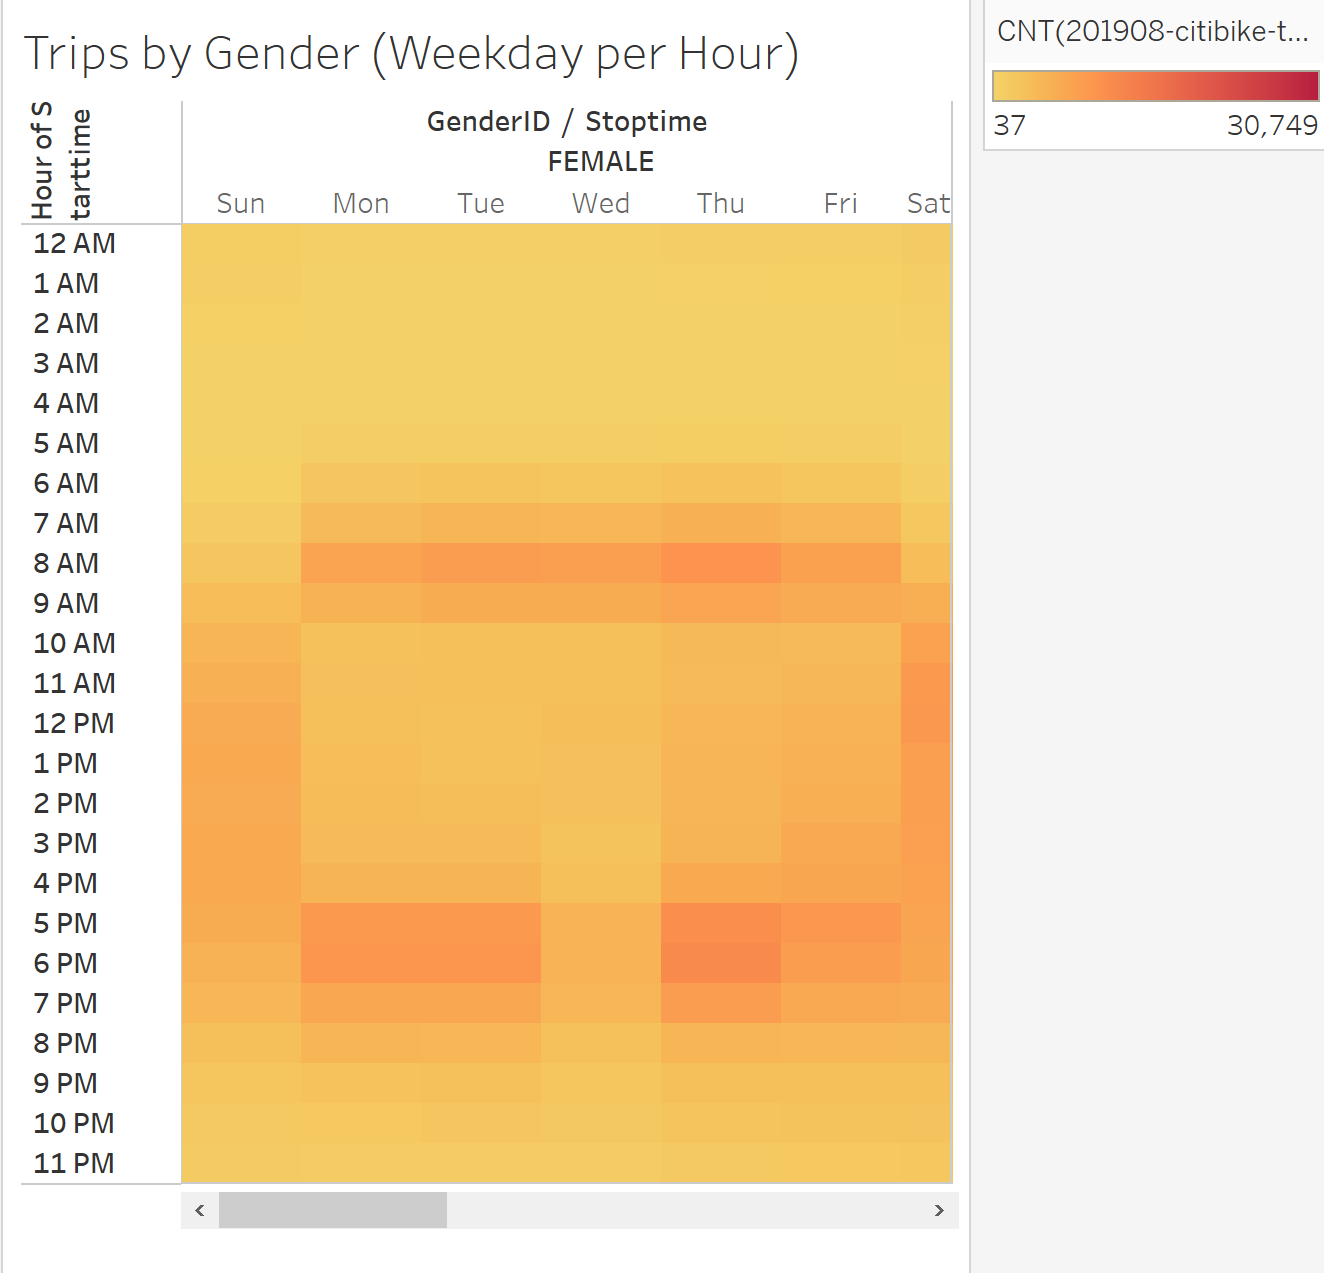 Trips by Gender (Weekday per Hour)
CNT(201908-citibike-t...
37 30,749
Hour of S
tarttime
GenderID / Stoptime
FEMALE
Sun Mon Tue Wed Thu Fri Sat
12 AM
1 AM
2 AM
3 AM
4 AM
5 AM
6 AM
7 AM
8 AM
9 AM
10 AM
11 AM
12 PM
1 PM
2 PM
3 PM
4 PM
5 PM
6 PM
7 PM
8 PM
9 PM
10 PM
11 PM